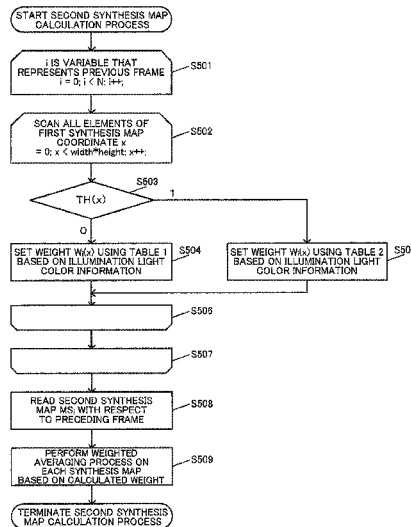 START SECOND SYNTHESIS MAP
CALCULATION PROCESS
i IS VARIABLE THAT
REPRESENTS PREVIOUS FRAME
i = 0; i < N; i++;
S501
SCAN ALL ELEMENTS OF
FIRST SYNTHESIS MAP
COORDINATE x
= 0; x < width*height; x++;
S502
S503
TH(x)
1
0
SET WEIGHT Wi(x) USING TABLE 1
BASED ON ILLUMINATION LIGHT
COLOR INFORMATION
S504
SET WEIGHT Wi(x) USING TABLE 2
BASED ON ILLUMINATION LIGHT
COLOR INFORMATION
S50
S506
S507
READ SECOND SYNTHESIS
MAP MSi WITH RESPECT
TO PRECEDING FRAME
S508
PERFORM WEIGHTED
AVERAGING PROCESS ON
EACH SYNTHESIS MAP
BASED ON CALCULATED WEIGHT
S509
TERMINATE SECOND SYNTHESIS
MAP CALCULATION PROCESS